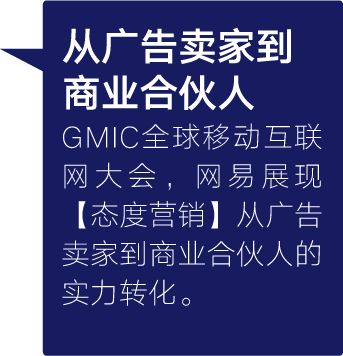 从广告卖家到
商业合伙人
GMIC全球移动互联
网大会，网易展现
【态度营销】从广告
卖家到商业合伙人的
实力转化。